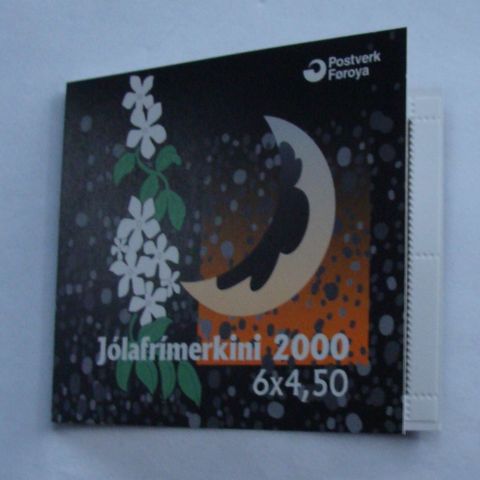 Postverk
Føroya
Jólafrímerkini 2000
6x4,50